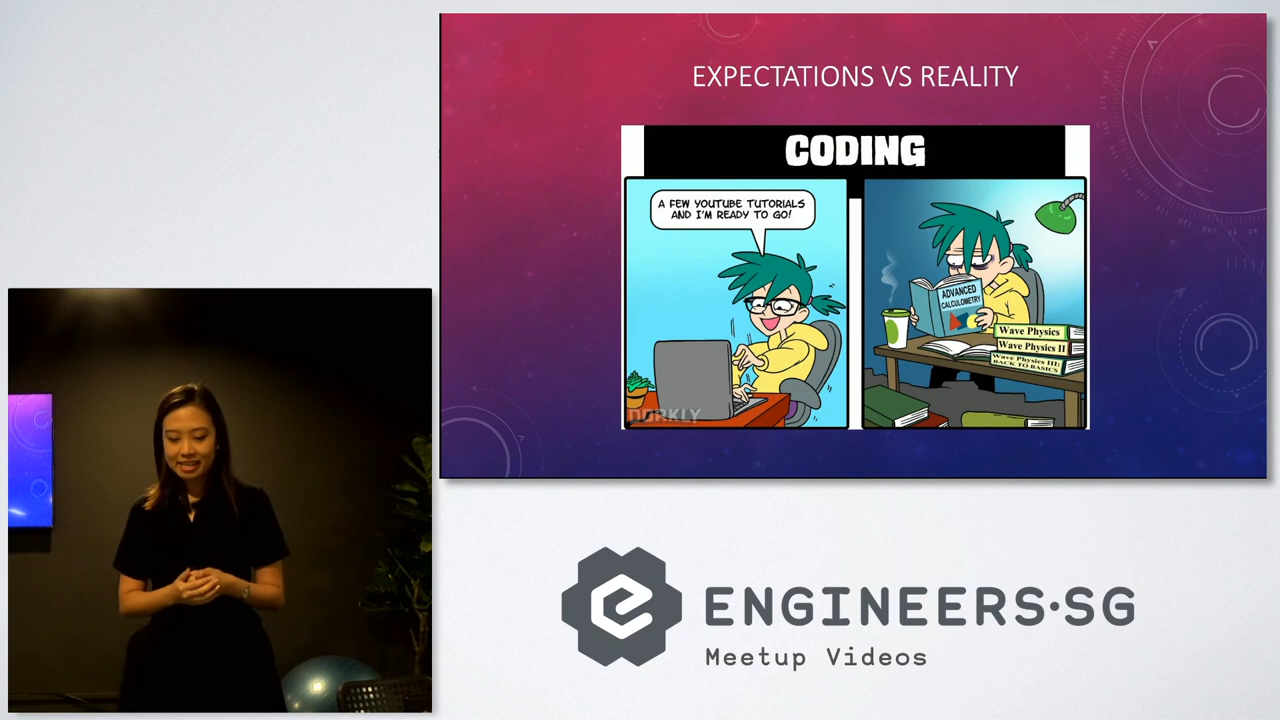 EXPECTATIONS VS REALITY
CODING
A FEW YOUTUBE TUTORIALS
AND I'M READY TO GO!
DORKLY
ADVANCED
CALCULOMETRY
Wave Physics
Wave Physics II
Wave Physics III:
BACK TO BASICS
ENGINEERS·SG
Meetup Videos